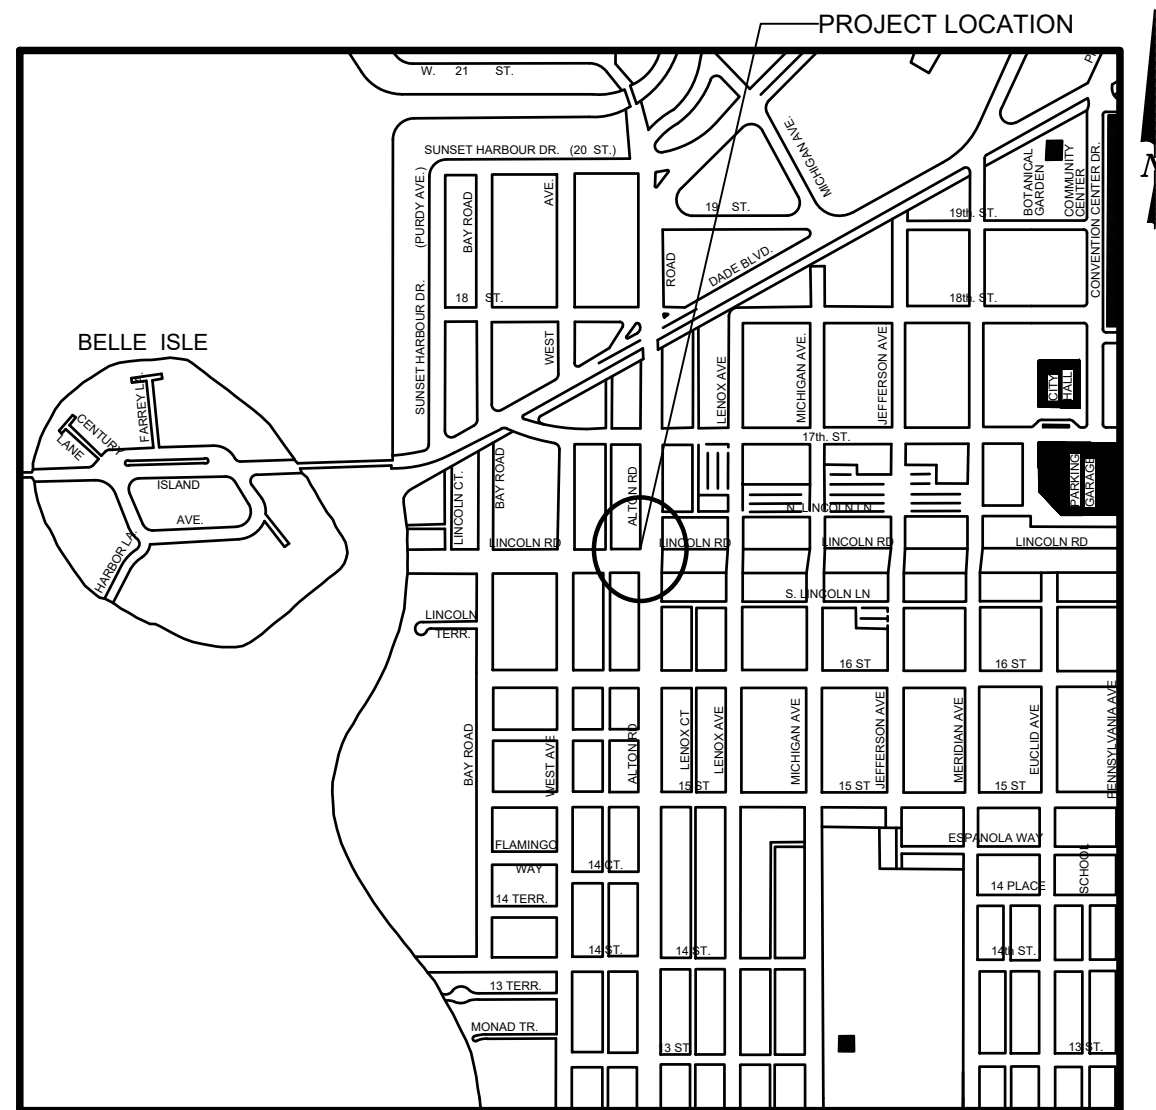 PROJECT LOCATION
W. 21 ST.
SUNSET HARBOUR DR. (20 ST.)
(PURDY AVE.)
SUNSET HARBOUR DR.
BAY ROAD
AVE.
WEST
MICHIGAN AVE.
19 ST.
ROAD
DADE BLVD.
18 ST.
19th. ST.
18th. ST.
BOTANICAL
GARDEN
COMMUNITY
CENTER
CONVENTION CENTER DR.
N
BELLE ISLE
FARREY
CENTURY
LANE
ISLAND
AVE.
HARBOR LA.
LENOX AVE
MICHIGAN AVE.
JEFFERSON AVE
CITY
HALL
17th. ST.
PARKING
GARAGE
LINCOLN CT.
BAY ROAD
ALTON RD
N. LINCOLN LN
LINCOLN RD
LINCOLN RD
LINCOLN RD
LINCOLN RD
S. LINCOLN LN
LINCOLN
TERR.
16 ST
16 ST
BAY ROAD
WEST AVE
ALTON RD
LENOX CT
LENOX AVE
MICHIGAN AVE
JEFFERSON AVE
MERIDIAN AVE
EUCLID AVE
PENNSYLVANIA AVE
15 ST
15 ST
15 ST
FLAMINGO
WAY
14 CT.
ESPANOLA WAY
14 TERR.
14 PLACE
SCHOOL
14 ST.
14 ST.
14th ST.
13 TERR.
MONAD TR.
13 ST.
13 ST.